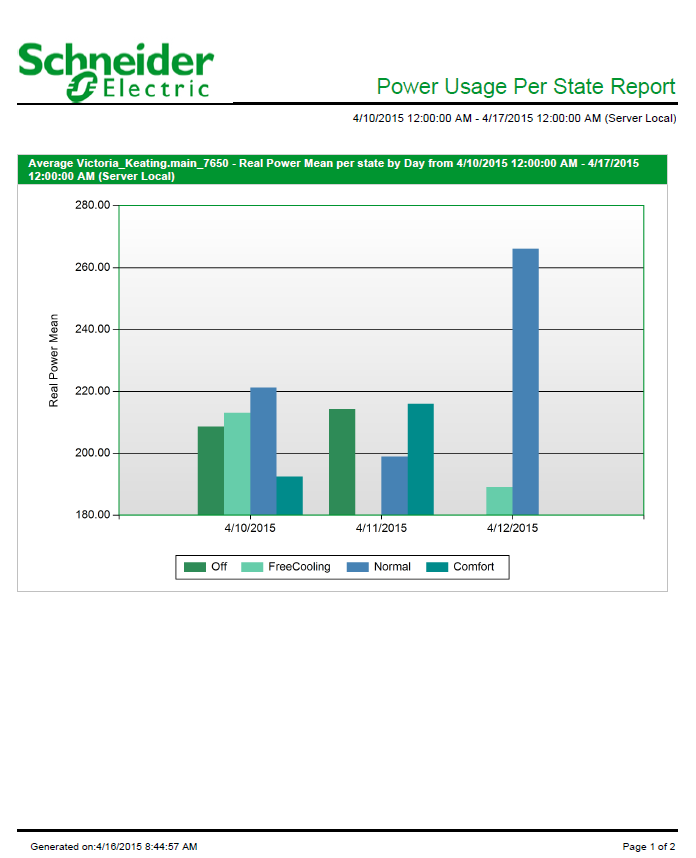 Schneider
Electric
Power Usage Per State Report
4/10/2015 12:00:00 AM - 4/17/2015 12:00:00 AM (Server Local)
Average Victoria_Keating.main_7650 - Real Power Mean per state by Day from 4/10/2015 12:00:00 AM - 4/17/2015
12:00:00 AM (Server Local)
280.00
260.00
240.00
220.00
200.00
180.00
Real Power Mean
4/10/2015 4/11/2015 4/12/2015
Off FreeCooling Normal Comfort
Generated on:4/16/2015 8:44:57 AM Page 1 of 2